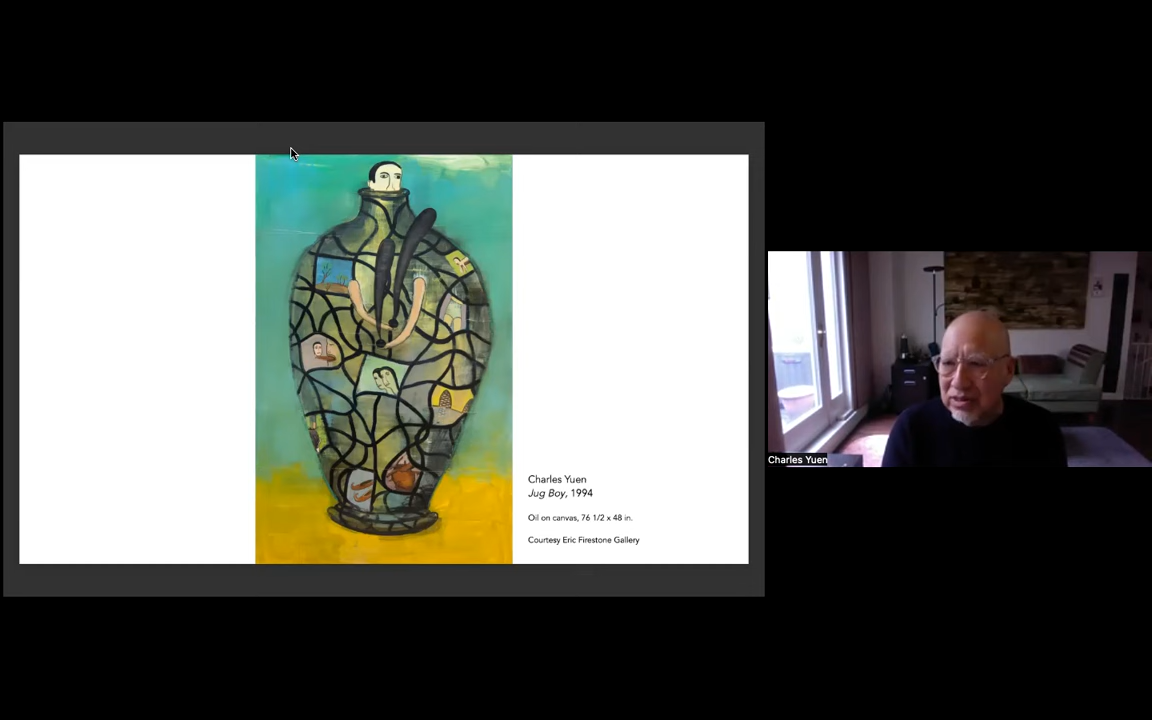 Charles Yuen
Jug Boy, 1994
Oil on canvas, 76 1/2 x 48 in.
Courtesy Eric Firestone Gallery
Charles Yuen